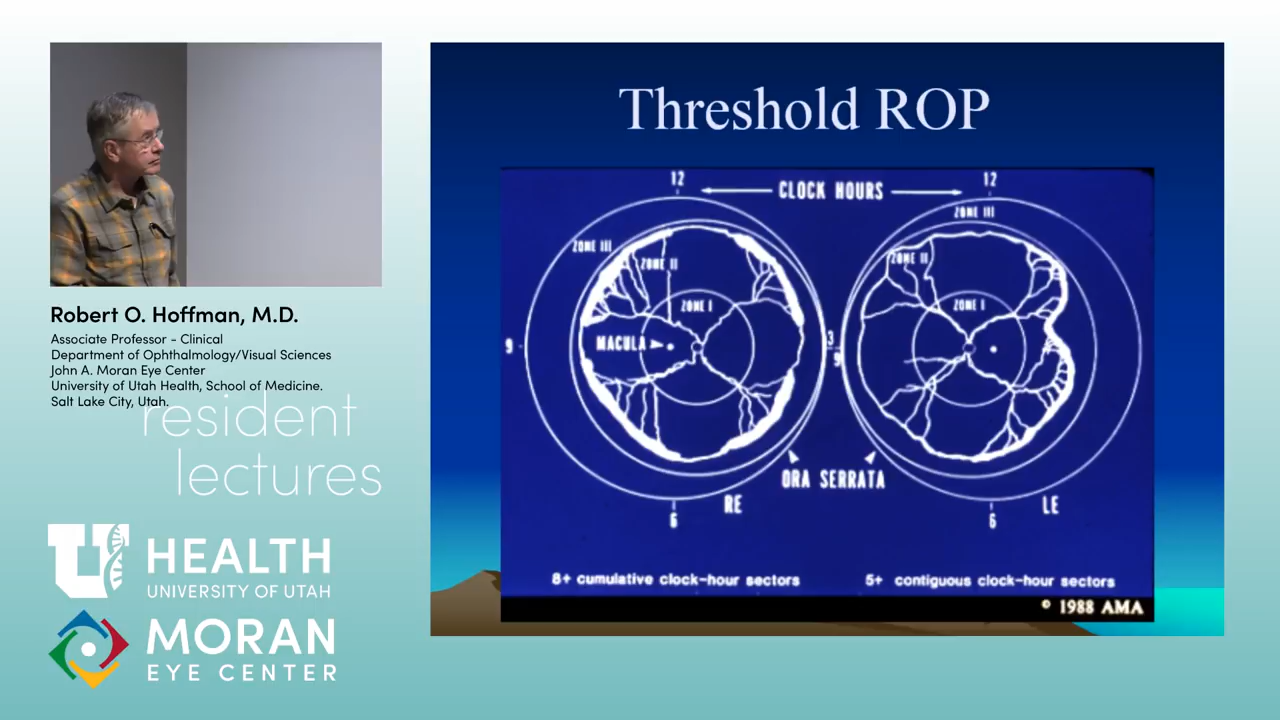 Threshold ROP
12
CLOCK HOURS
12
ZONE III
ZONE III
ZONE II
ZONE II
ZONE I
ZONE I
9
MACULA
3
9
ORA SERRATA
RE
LE
6
6
8+ cumulative clock-hour sectors
5+ contiguous clock-hour sectors
© 1988 AMA
Robert O. Hoffman, M.D.
Associate Professor - Clinical
Department of Ophthalmology/Visual Sciences
John A. Moran Eye Center
University of Utah Health, School of Medicine.
Salt Lake City, Utah.
resident
lectures
U HEALTH
UNIVERSITY OF UTAH
MORAN
EYE CENTER